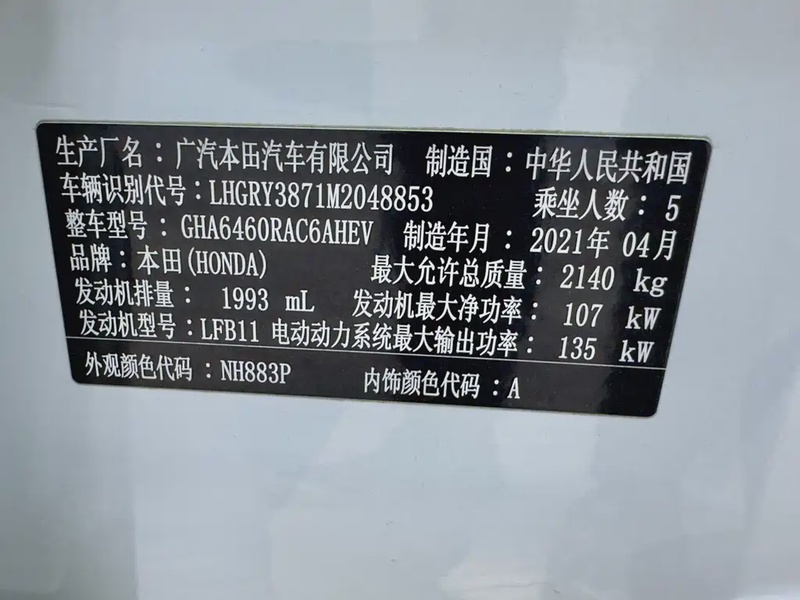 生产厂名：广汽本田汽车有限公司 制造国：中华人民共和国
车辆识别代号：LHGRY3871M2048853 乘坐人数：5
整车型号：GHA6460RAC6AHEV 制造年月：2021年 04月
品牌：本田(HONDA) 最大允许总质量：2140 kg
发动机排量：1993 mL 发动机最大净功率：107 kW
发动机型号：LFB11 电动动力系统最大输出功率：135 kW
外观颜色代码：NH883P 内饰颜色代码：A